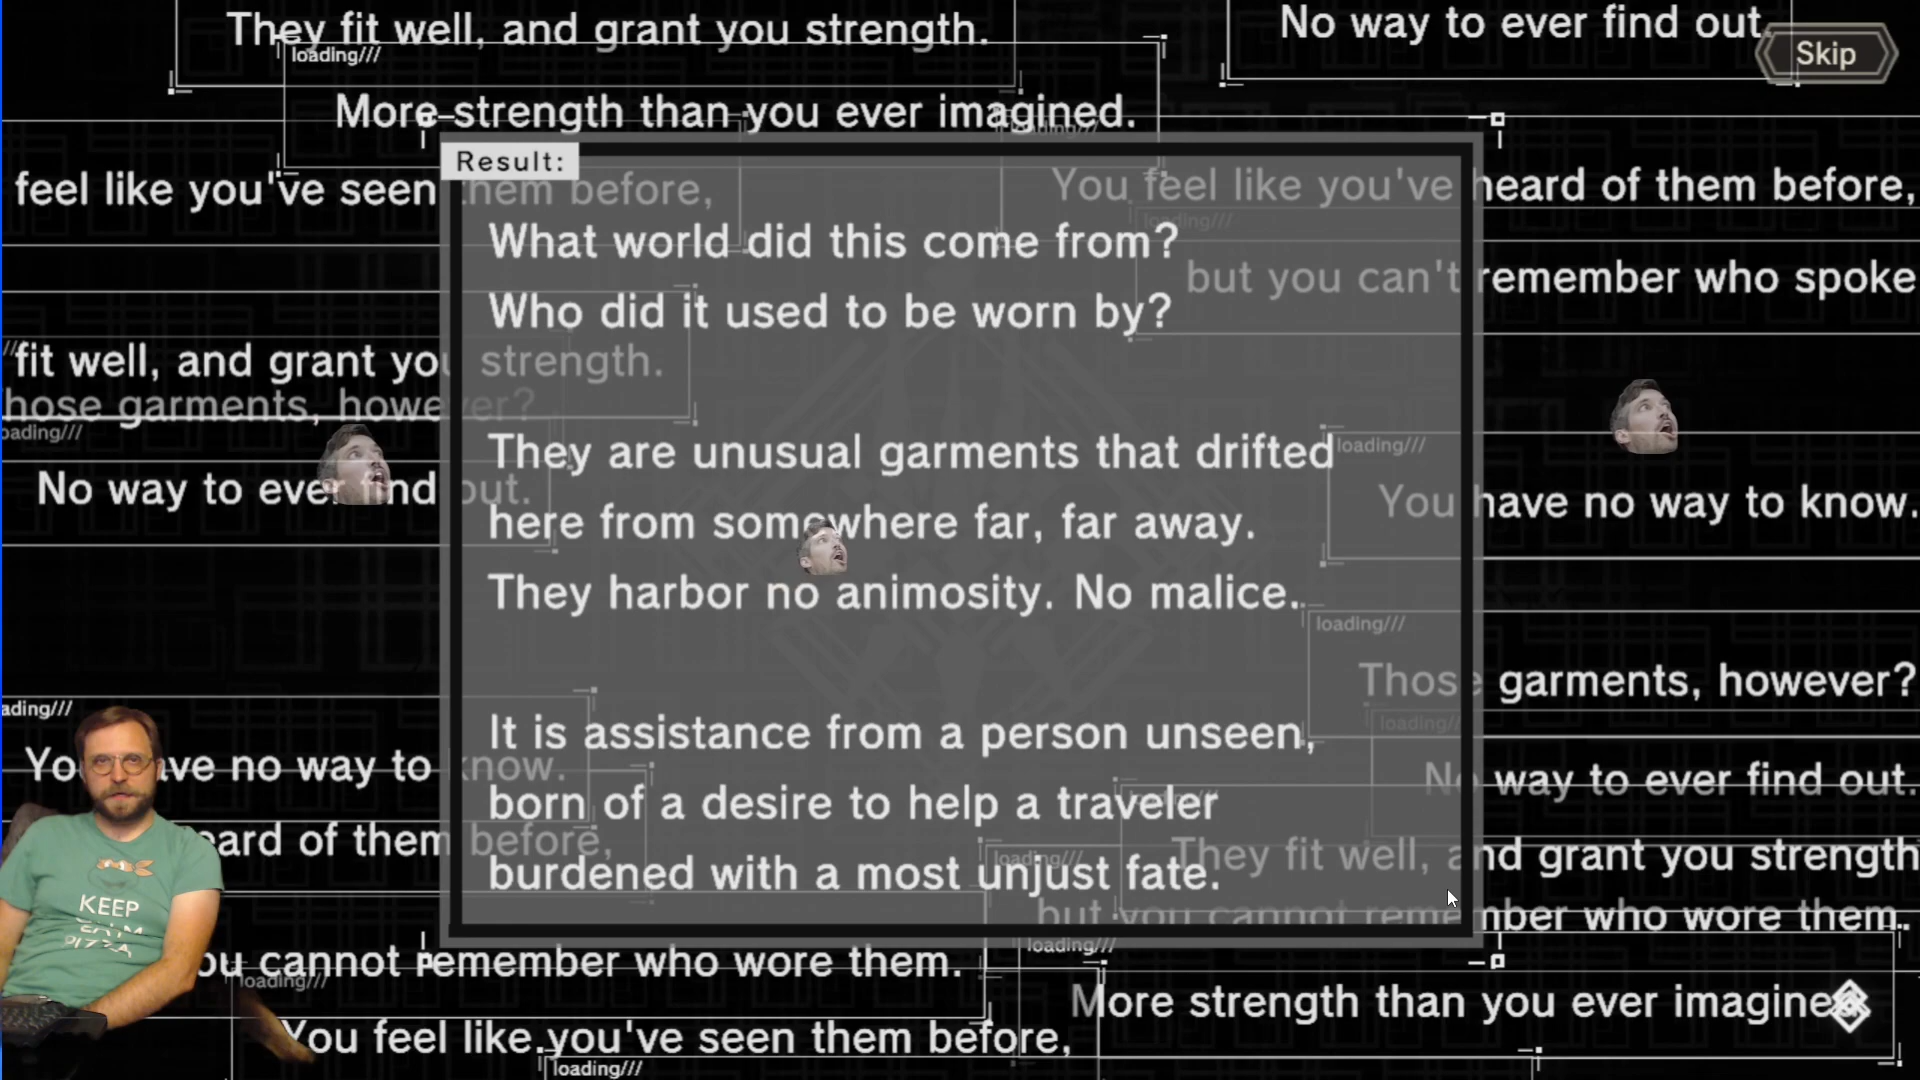 They fit well, and grant you strength.
No way to ever find out.
Skip
loading///
More strength than you ever imagined.
loading///
Result:
feel like you've seen them before,
You feel like you've heard of them before,
loading///
What world did this come from?
but you can't remember who spoke
Who did it used to be worn by?
fit well, and grant you strength.
hose garments, however?
oading///
loading///
They are unusual garments that drifted
No way to ever find out.
You have no way to know.
here from somewhere far, far away.
They harbor no animosity. No malice.
loading///
Those garments, however?
ading///
loading//
It is assistance from a person unseen,
You have no way to know.
No way to ever find out.
born of a desire to help a traveler
eard of them before,
loading///
They fit well, and grant you strength
burdened with a most unjust fate.
KEEP
PIZZA
but you cannot remember who wore them.
loading///
ou cannot remember who wore them.
loading///
More strength than you ever imagine
You feel like you've seen them before,
loading///